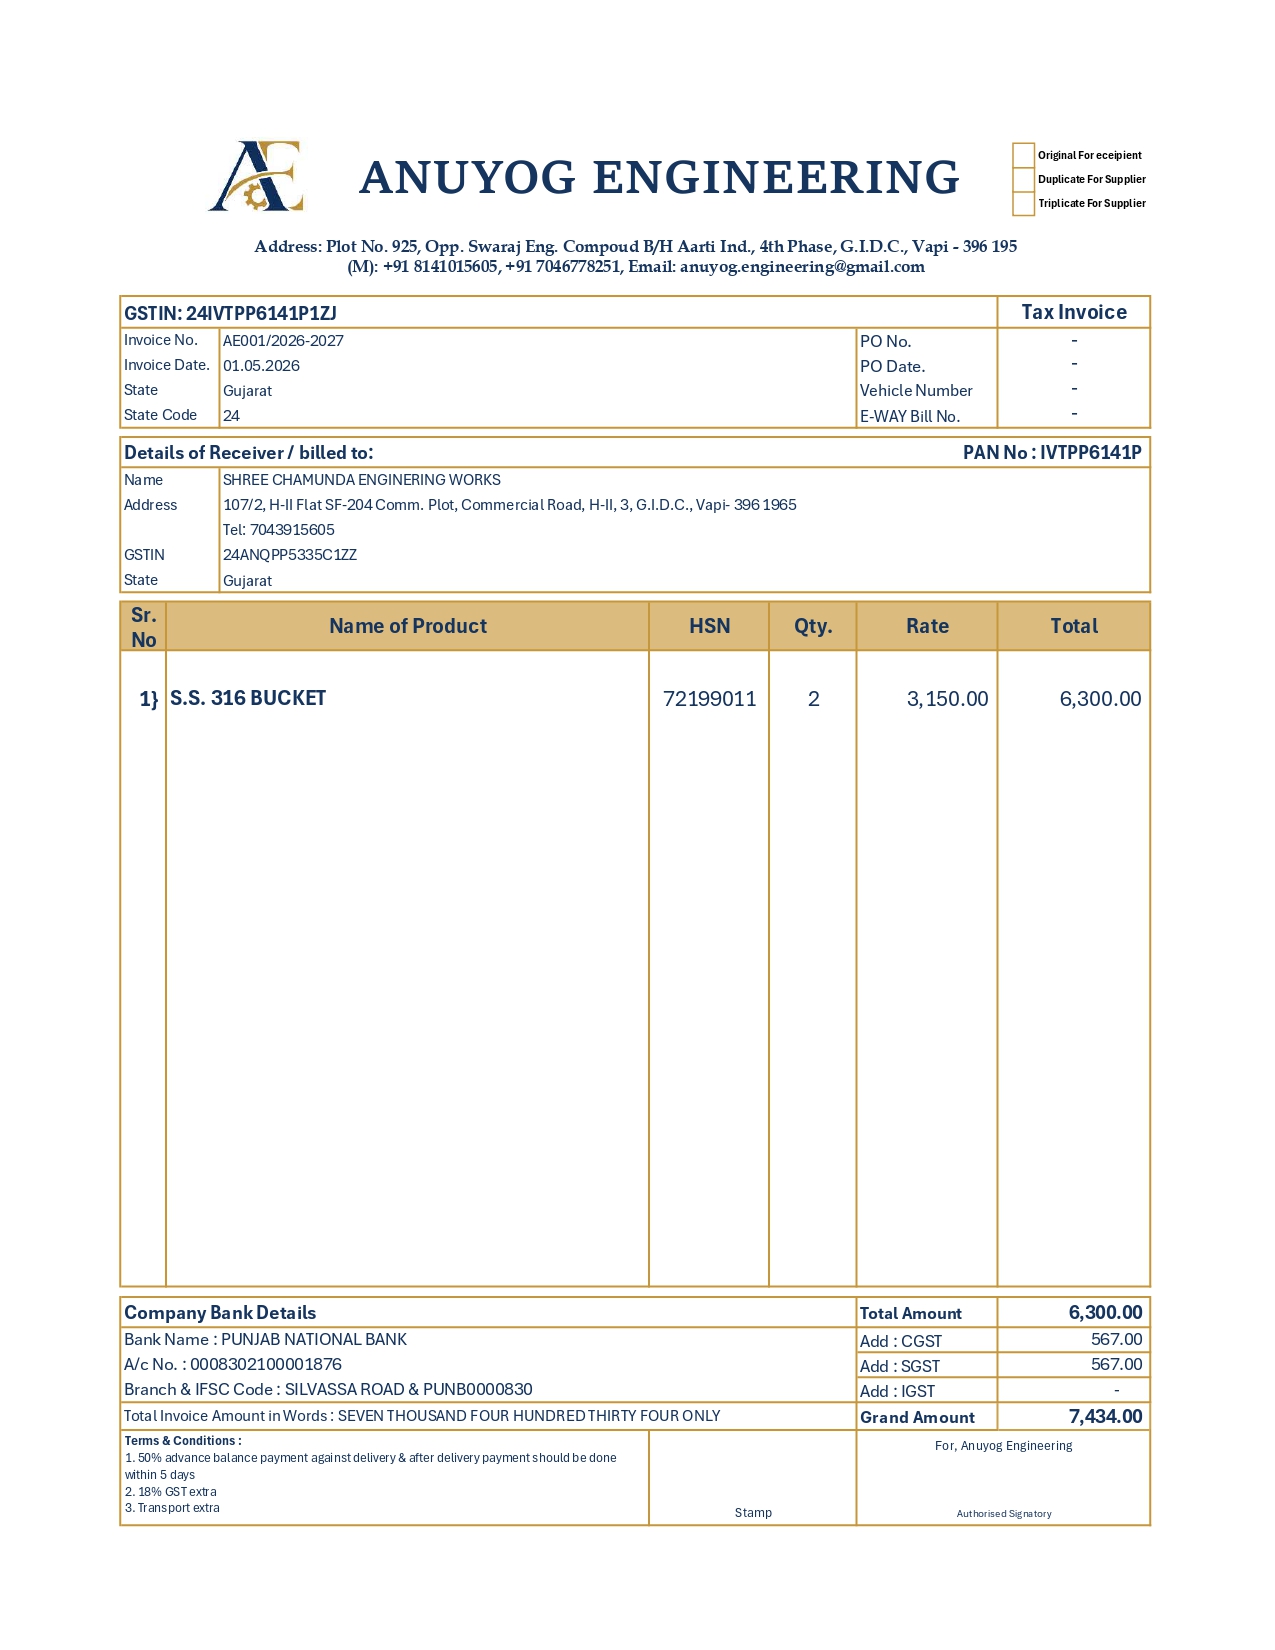 AE
ANUYOG ENGINEERING
Original For eceipient
Duplicate For Supplier
Triplicate For Supplier
Address: Plot No. 925, Opp. Swaraj Eng. Compoud B/H Aarti Ind., 4th Phase, G.I.D.C., Vapi - 396 195
(M): +91 8141015605, +91 7046778251, Email: anuyog.engineering@gmail.com
GSTIN: 24IVTPP6141P1ZJ Tax Invoice
Invoice No. AE001/2026-2027 PO No. -
Invoice Date. 01.05.2026 PO Date. -
State Gujarat Vehicle Number -
State Code 24 E-WAY Bill No. -
Details of Receiver / billed to: PAN No : IVTPP6141P
Name SHREE CHAMUNDA ENGINERING WORKS
Address 107/2, H-II Flat SF-204 Comm. Plot, Commercial Road, H-II, 3, G.I.D.C., Vapi- 396 1965
Tel: 7043915605
GSTIN 24ANQPP5335C1ZZ
State Gujarat
Sr. No Name of Product HSN Qty. Rate Total
1} S.S. 316 BUCKET 72199011 2 3,150.00 6,300.00
Company Bank Details Total Amount 6,300.00
Bank Name : PUNJAB NATIONAL BANK Add : CGST 567.00
A/c No. : 0008302100001876 Add : SGST 567.00
Branch & IFSC Code : SILVASSA ROAD & PUNB0000830 Add : IGST -
Total Invoice Amount in Words : SEVEN THOUSAND FOUR HUNDRED THIRTY FOUR ONLY Grand Amount 7,434.00
Terms & Conditions :
1. 50% advance balance payment against delivery & after delivery payment should be done
within 5 days
2. 18% GST extra
3. Transport extra
Stamp
For, Anuyog Engineering
Authorised Signatory